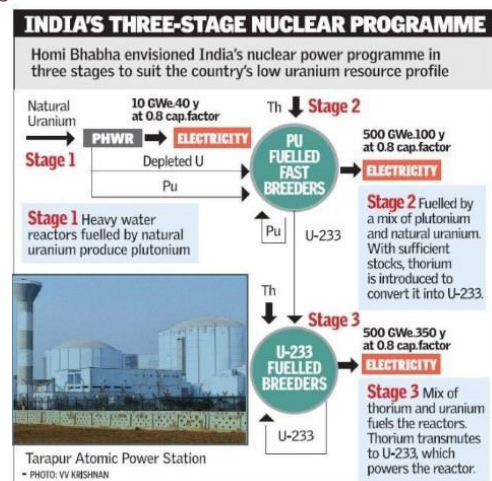 INDIA'S THREE-STAGE NUCLEAR PROGRAMME
Homi Bhabha envisioned India's nuclear power programme in
three stages to suit the country's low uranium resource profile
Natural
Uranium
10 GWe.40 y
at 0.8 cap.factor
PHWR
ELECTRICITY
Stage 1
Depleted U
Pu
Th
Stage 2
PU
FUELLED
FAST
BREEDERS
500 GWe.100 y
at 0.8 cap.factor
ELECTRICITY
Stage 1 Heavy water
reactors fuelled by natural
uranium produce plutonium
Pu
U-233
Stage 2 Fuelled by
a mix of plutonium
and natural uranium.
With sufficient
stocks, thorium
is introduced to
convert it into U-233.
Th
Stage 3
U-233
FUELLED
BREEDERS
500 GWe.350 y
at 0.8 cap.factor
ELECTRICITY
U-233
Stage 3 Mix of
thorium and uranium
fuels the reactors.
Thorium transmutes
to U-233, which
powers the reactor.
Tarapur Atomic Power Station
- PHOTO: VV KRISHNAN